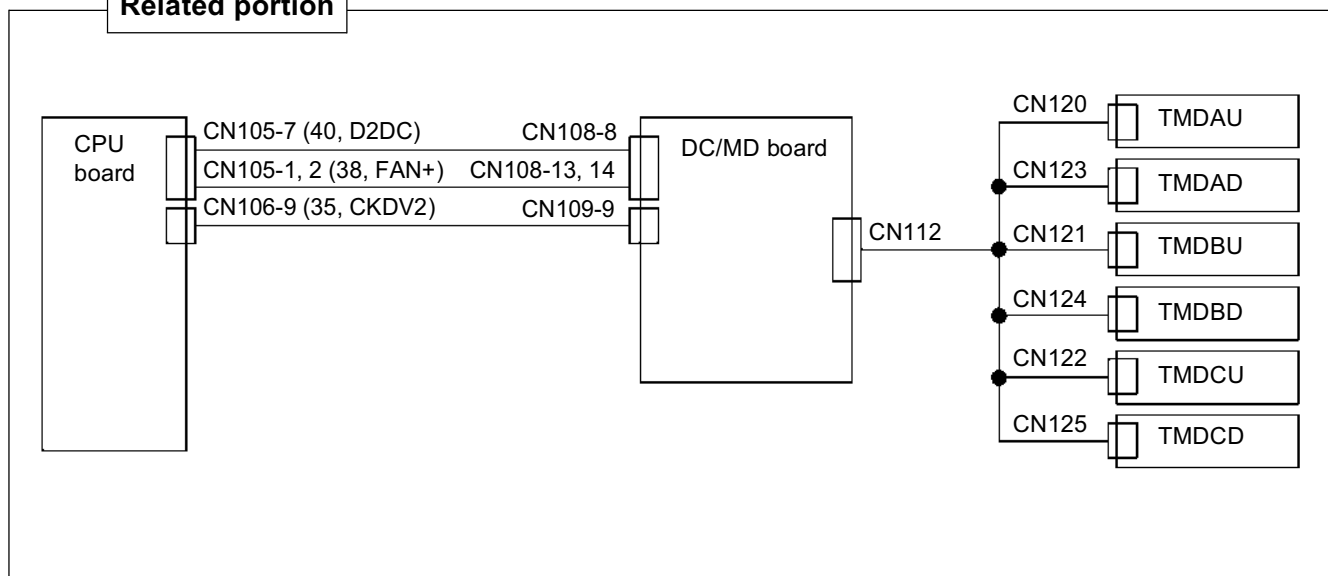 Related portion
CPU
board
CN105-7 (40, D2DC)
CN108-8
CN105-1, 2 (38, FAN+)
CN108-13, 14
CN106-9 (35, CKDV2)
CN109-9
DC/MD board
CN112
CN120
TMDAU
CN123
TMDAD
CN121
TMDBU
CN124
TMDBD
CN122
TMDCU
CN125
TMDCD